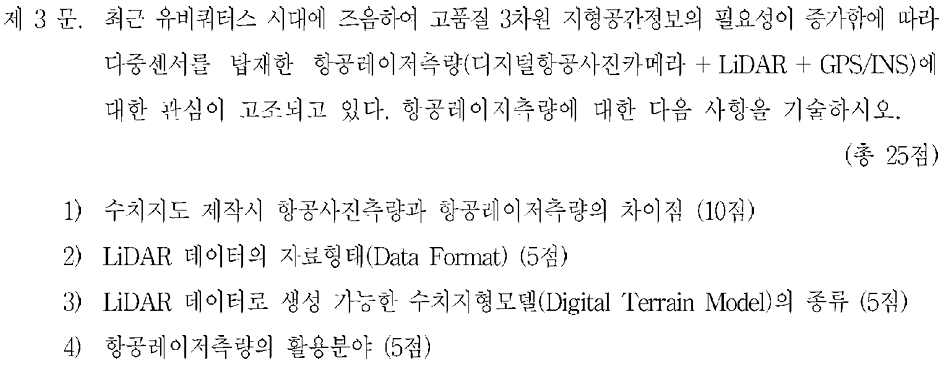 제 3 문. 최근 유비쿼터스 시대에 즈음하여 고품질 3차원 지형공간정보의 필요성이 증가함에 따라
다중센서를 탑재한 항공레이저측량(디지털항공사진카메라 + LiDAR + GPS/INS)에
대한 관심이 고조되고 있다. 항공레이저측량에 대한 다음 사항을 기술하시오.
(총 25점)
1) 수치지도 제작시 항공사진측량과 항공레이저측량의 차이점 (10점)
2) LiDAR 데이터의 자료형태(Data Format) (5점)
3) LiDAR 데이터로 생성 가능한 수치지형모델(Digital Terrain Model)의 종류 (5점)
4) 항공레이저측량의 활용분야 (5점)